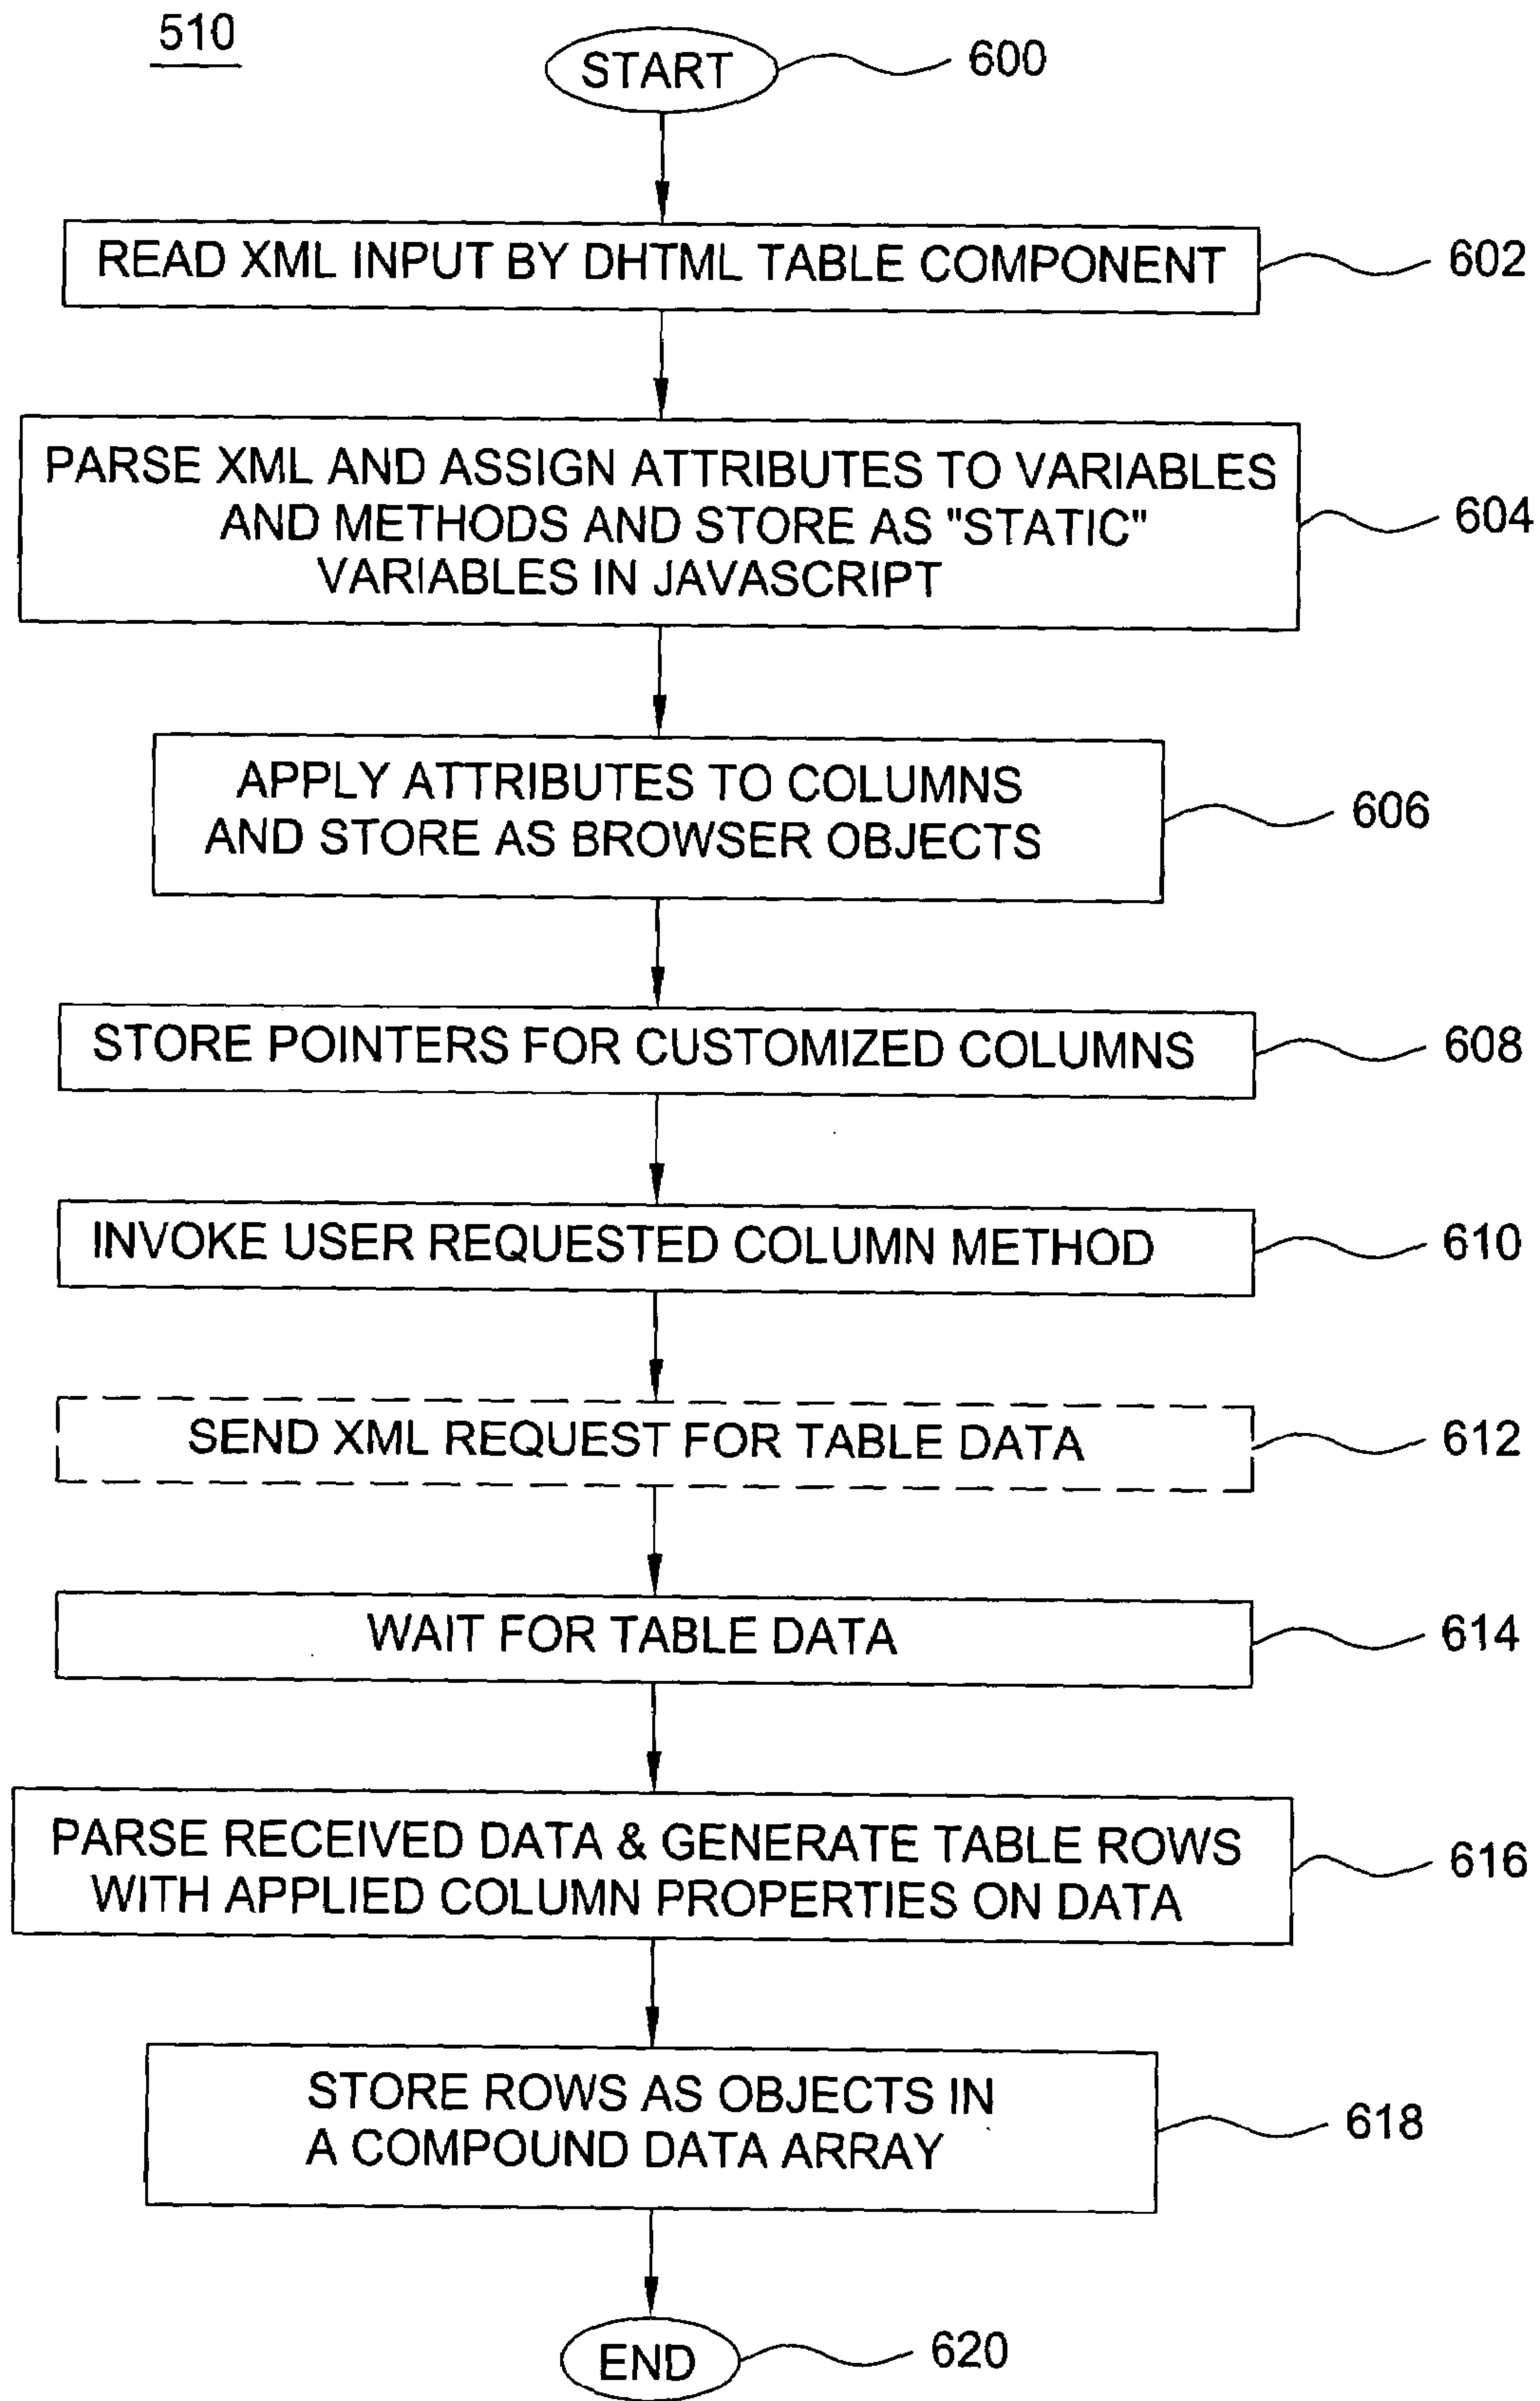 510
START
600
READ XML INPUT BY DHTML TABLE COMPONENT
602
PARSE XML AND ASSIGN ATTRIBUTES TO VARIABLES
AND METHODS AND STORE AS "STATIC"
VARIABLES IN JAVASCRIPT
604
APPLY ATTRIBUTES TO COLUMNS
AND STORE AS BROWSER OBJECTS
606
STORE POINTERS FOR CUSTOMIZED COLUMNS
608
INVOKE USER REQUESTED COLUMN METHOD
610
SEND XML REQUEST FOR TABLE DATA
612
WAIT FOR TABLE DATA
614
PARSE RECEIVED DATA & GENERATE TABLE ROWS
WITH APPLIED COLUMN PROPERTIES ON DATA
616
STORE ROWS AS OBJECTS IN
A COMPOUND DATA ARRAY
618
END
620